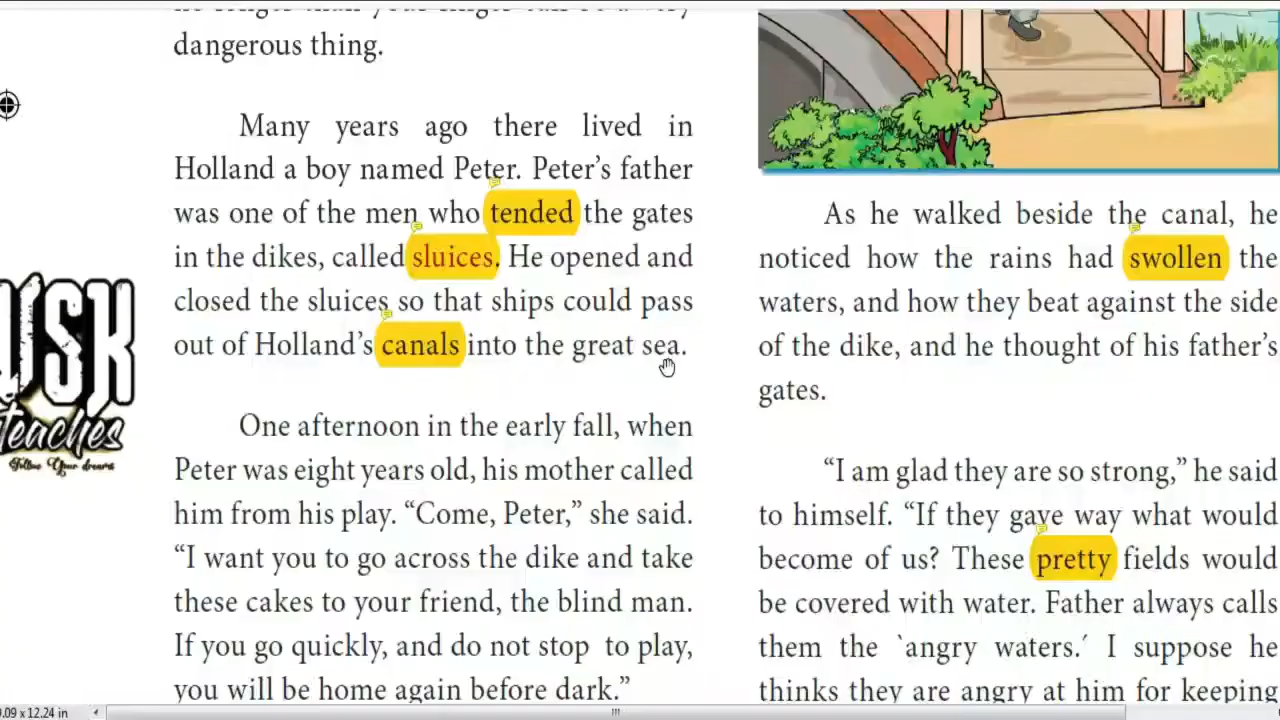 dangerous thing.
Many years ago there lived in
Holland a boy named Peter. Peter's father
was one of the men who tended the gates
in the dikes, called sluices. He opened and
closed the sluices so that ships could pass
out of Holland's canals into the great sea.
One afternoon in the early fall, when
Peter was eight years old, his mother called
him from his play. “Come, Peter,” she said.
“I want you to go across the dike and take
these cakes to your friend, the blind man.
If you go quickly, and do not stop to play,
you will be home again before dark.”
As he walked beside the canal, he
noticed how the rains had swollen the
waters, and how they beat against the side
of the dike, and he thought of his father's
gates.
“I am glad they are so strong,” he said
to himself. “If they gave way what would
become of us? These pretty fields would
be covered with water. Father always calls
them the `angry waters.´ I suppose he
thinks they are angry at him for keeping
WSK
teaches
Follow Your dreams
9.09 x 12.24 in